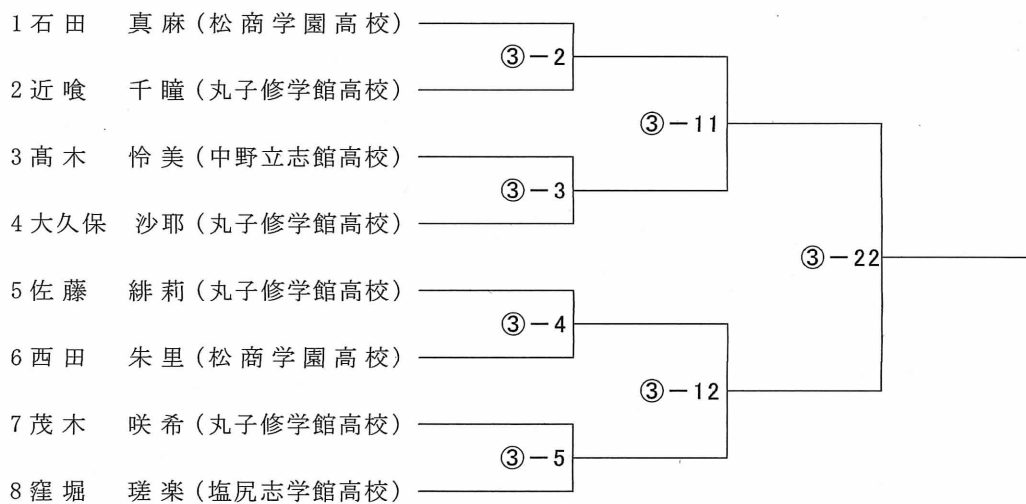 1 石田 真麻 (松商学園高校)
③-2
2 近喰 千瞳 (丸子修学館高校)
③-11
3 髙木 怜美 (中野立志館高校)
③-3
4 大久保 沙耶 (丸子修学館高校)
③-22
5 佐藤 緋莉 (丸子修学館高校)
③-4
6 西田 朱里 (松商学園高校)
③-12
7 茂木 咲希 (丸子修学館高校)
③-5
8 窪堀 瑳楽 (塩尻志学館高校)